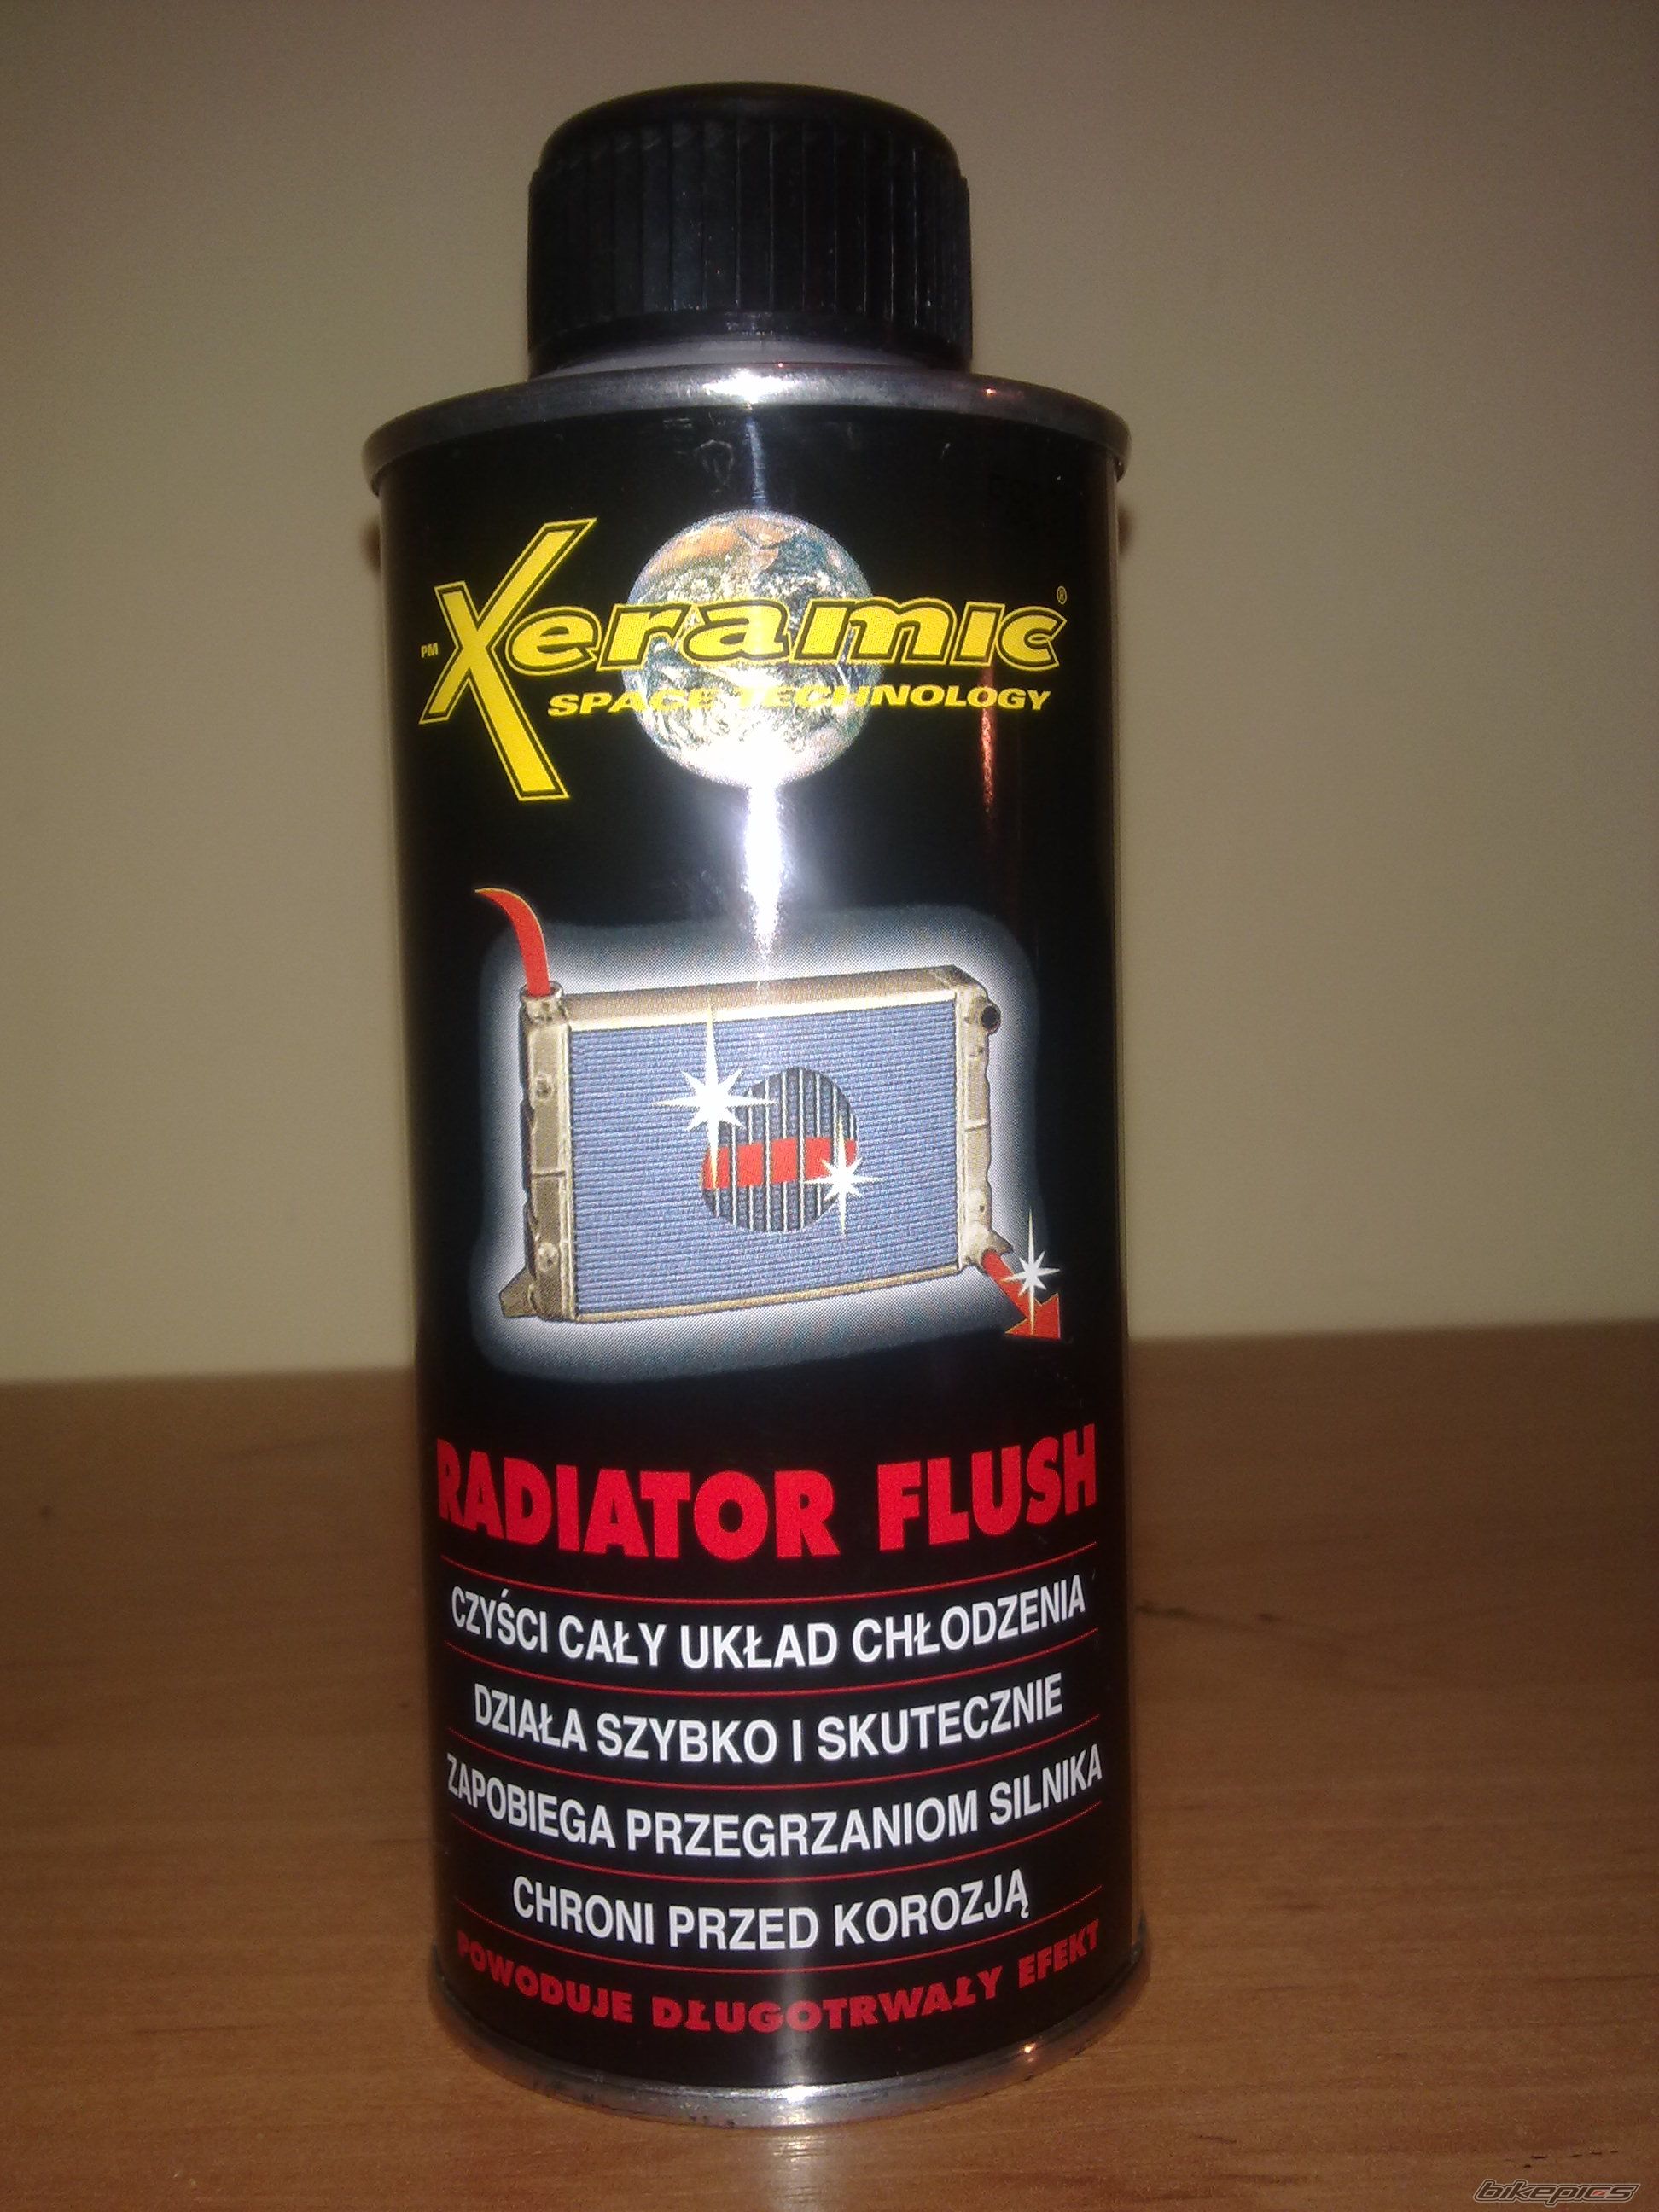 PM Xeramic®
SPACE TECHNOLOGY
RADIATOR FLUSH
CZYŚCI CAŁY UKŁAD CHŁODZENIA
DZIAŁA SZYBKO I SKUTECZNIE
ZAPOBIEGA PRZEGRZANIOM SILNIKA
CHRONI PRZED KOROZJĄ
POWODUJE DŁUGOTRWAŁY EFEKT
bikepics